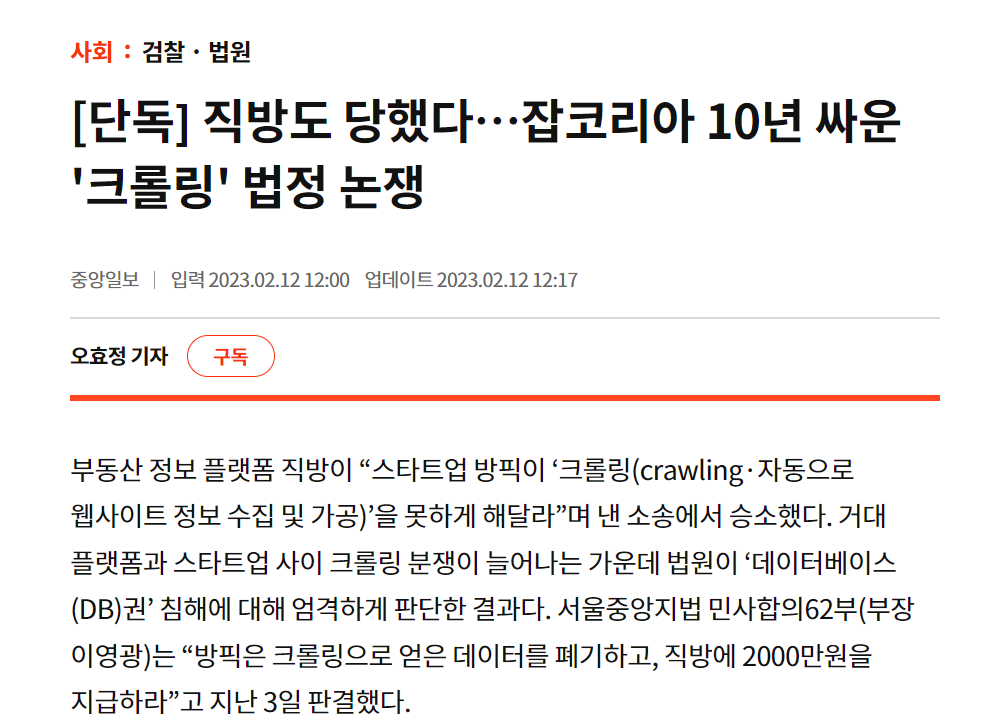 사회 : 검찰 · 법원
[단독] 직방도 당했다…잡코리아 10년 싸운
'크롤링' 법정 논쟁
중앙일보 | 입력 2023.02.12 12:00 업데이트 2023.02.12 12:17
오효정 기자 구독
부동산 정보 플랫폼 직방이 “스타트업 방픽이 ‘크롤링(crawling·자동으로
웹사이트 정보 수집 및 가공)’을 못하게 해달라”며 낸 소송에서 승소했다. 거대
플랫폼과 스타트업 사이 크롤링 분쟁이 늘어나는 가운데 법원이 ‘데이터베이스
(DB)권’ 침해에 대해 엄격하게 판단한 결과다. 서울중앙지법 민사합의62부(부장
이영광)는 “방픽은 크롤링으로 얻은 데이터를 폐기하고, 직방에 2000만원을
지급하라”고 지난 3일 판결했다.